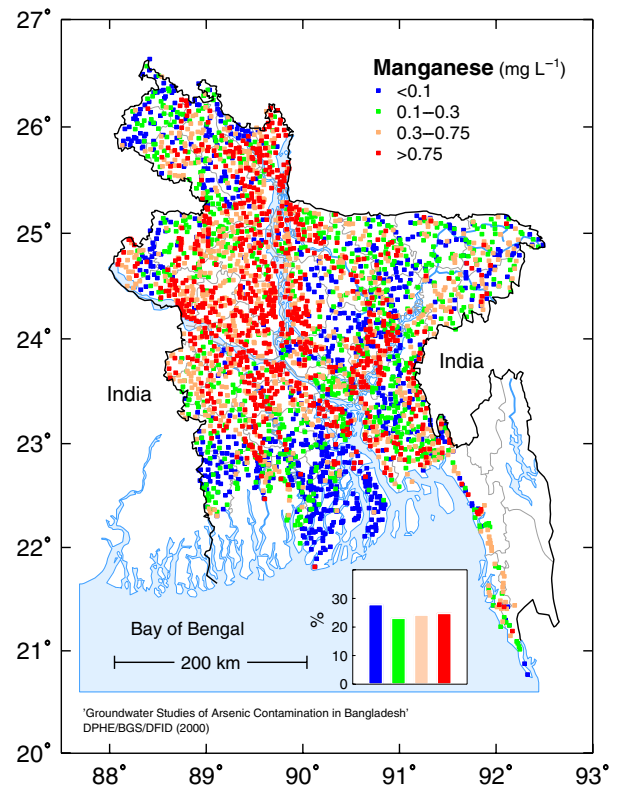 27°
26°
25°
24°
23°
22°
21°
20°
Manganese (mg L⁻¹)
<0.1
0.1–0.3
0.3–0.75
>0.75
India
India
Bay of Bengal
200 km
%
30
20
10
0
'Groundwater Studies of Arsenic Contamination in Bangladesh'
DPHE/BGS/DFID (2000)
88° 89° 90° 91° 92° 93°